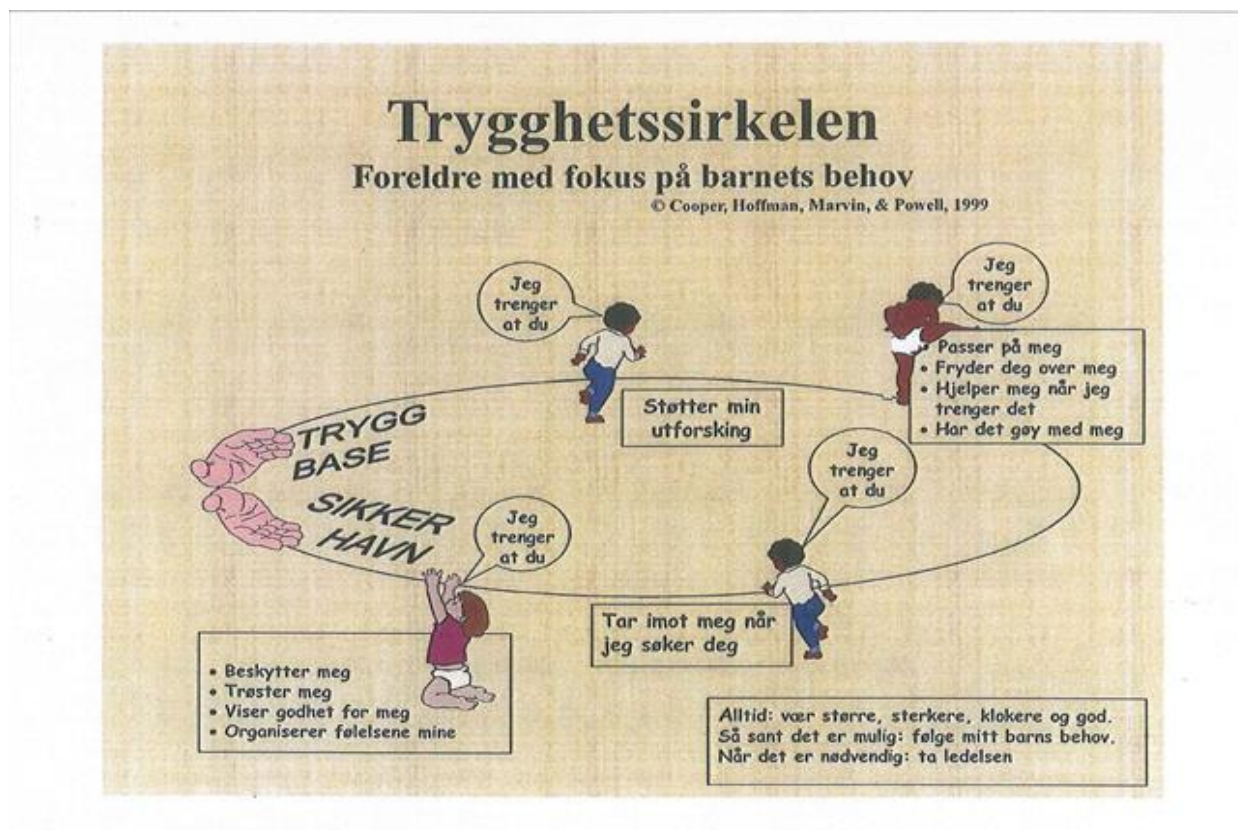 Trygghetssirkelen
Foreldre med fokus på barnets behov
© Cooper, Hoffman, Marvin, & Powell, 1999
Jeg
trenger
at du
Støtter min
utforsking
Jeg
trenger
at du
• Passer på meg
• Fryder deg over meg
• Hjelper meg når jeg
trenger det
• Har det gøy med meg
TRYGG
BASE
SIKKER
HAVN
Jeg
trenger
at du
Tar imot meg når
jeg søker deg
Jeg
trenger
at du
• Beskytter meg
• Trøster meg
• Viser godhet for meg
• Organiserer følelsene mine
Alltid: vær større, sterkere, klokere og god.
Så sant det er mulig: følge mitt barns behov.
Når det er nødvendig: ta ledelsen